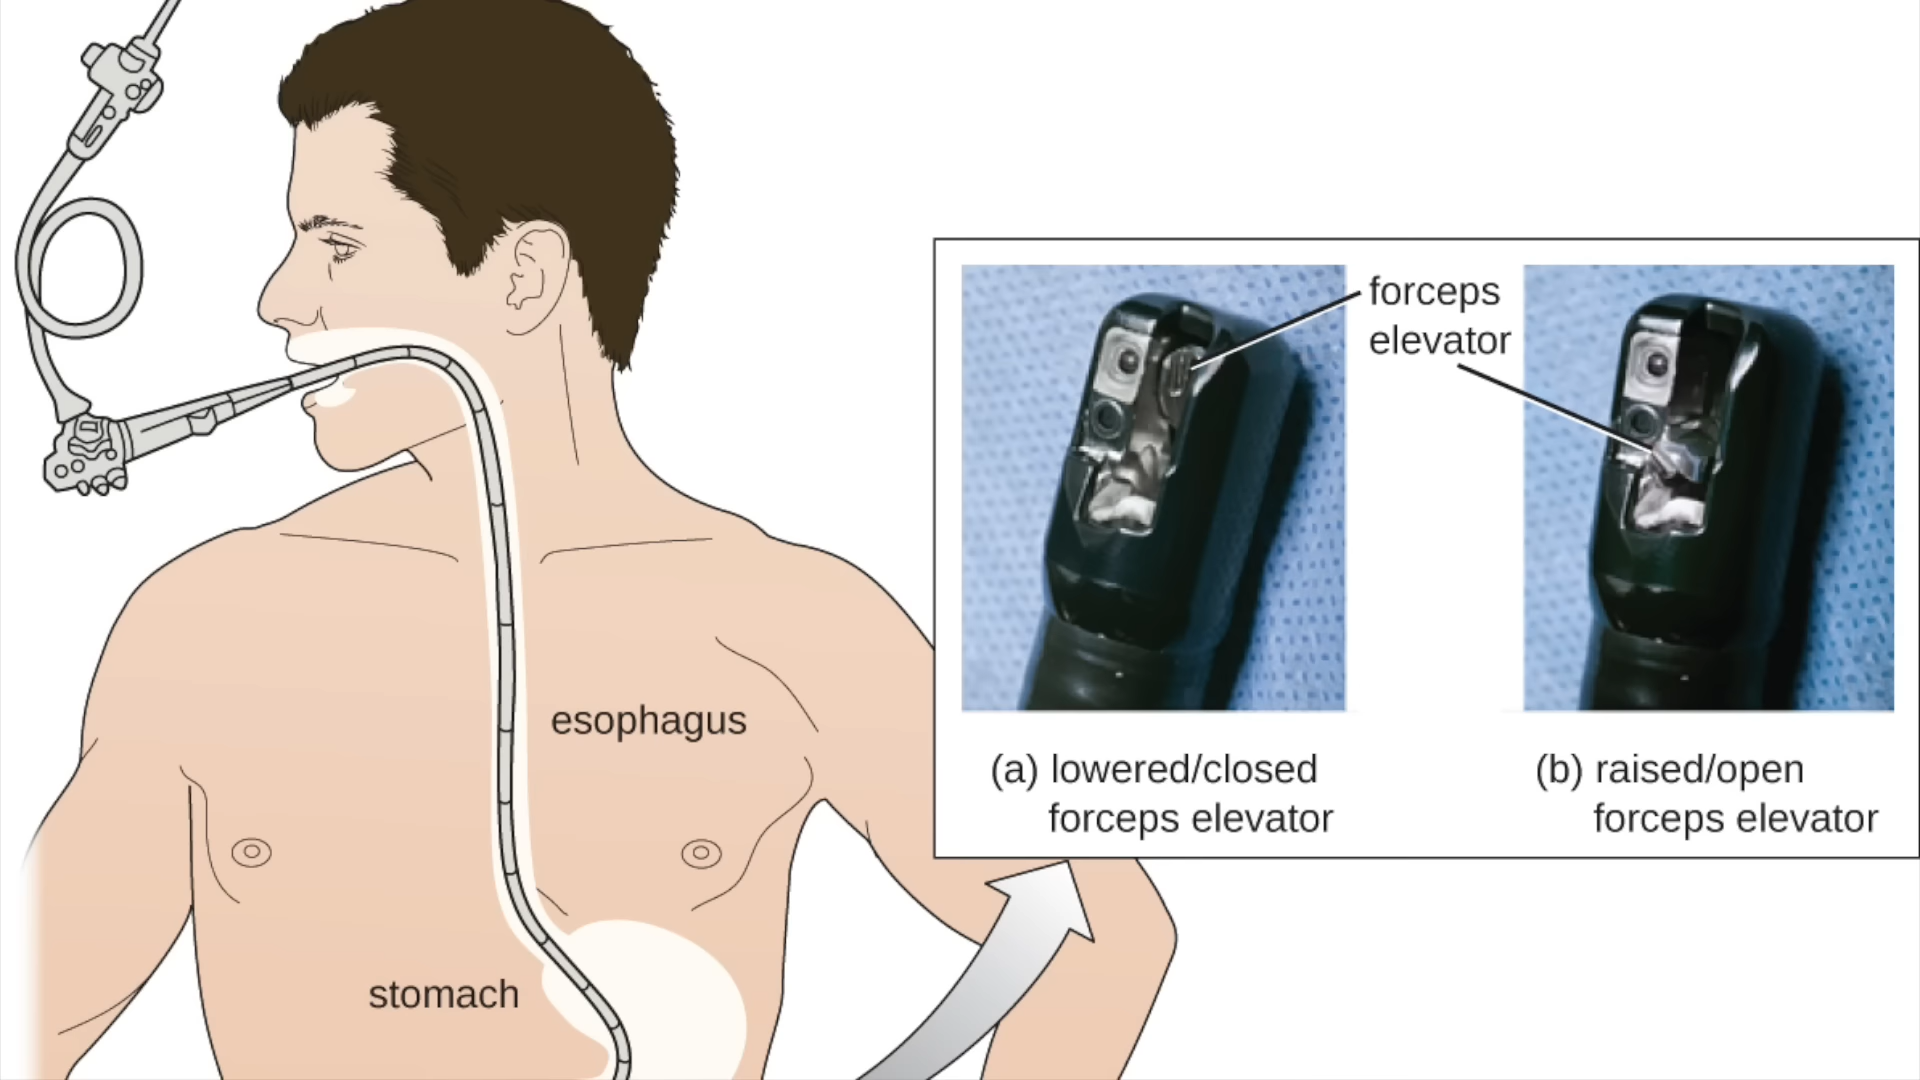 forceps
elevator
esophagus
(a) lowered/closed
forceps elevator
(b) raised/open
forceps elevator
stomach